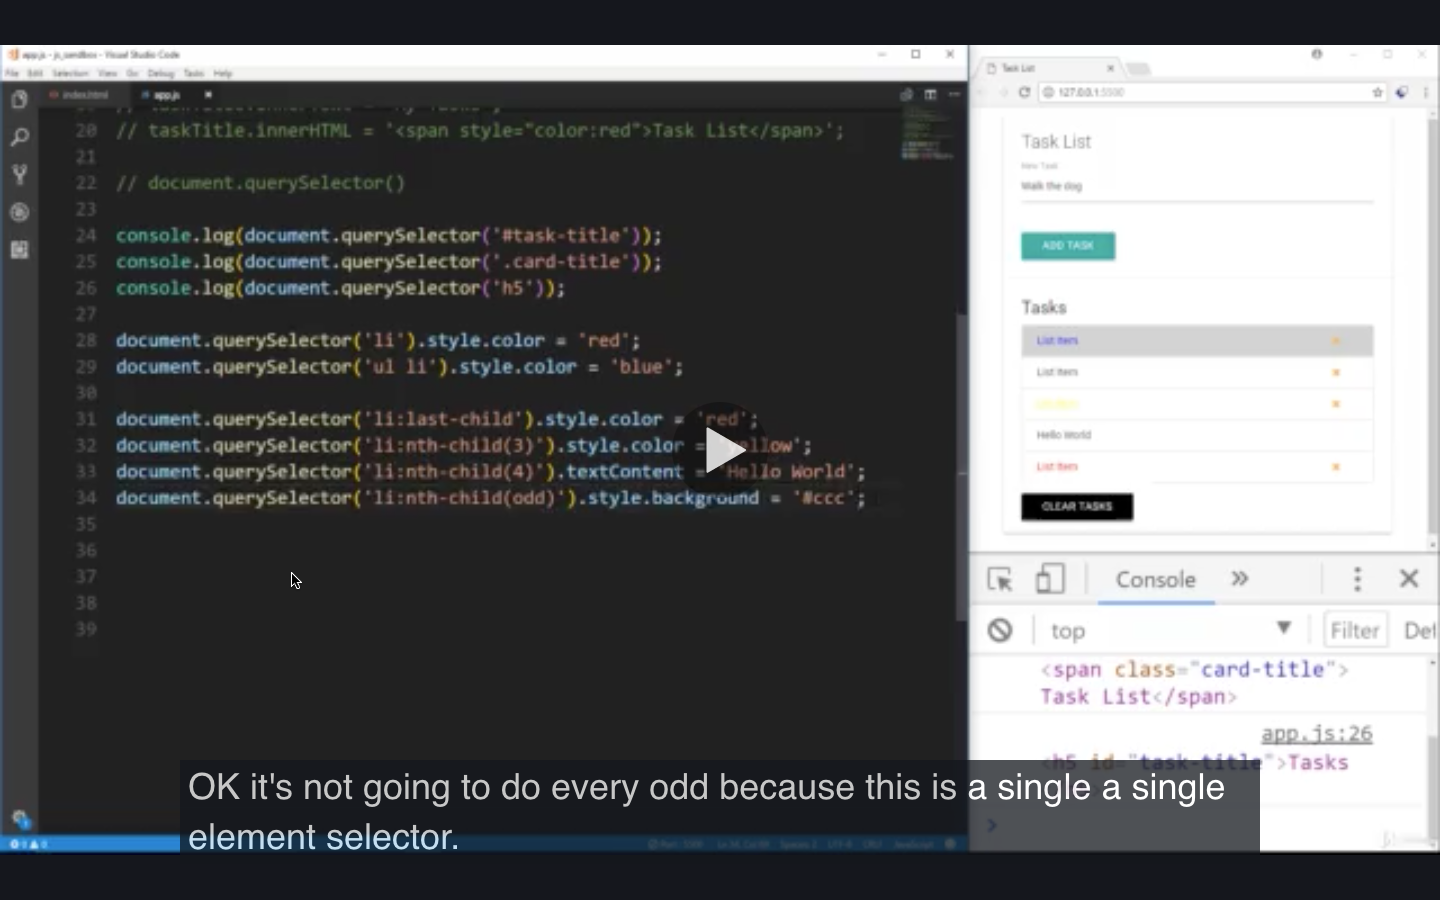 app.js - js_sandbox - Visual Studio Code
File Edit Selection View Go Debug Tasks Help
index.html app.js
20 // taskTitle.innerHTML = '<span style="color:red">Task List</span>';
21
22 // document.querySelector()
23
24 console.log(document.querySelector('#task-title'));
25 console.log(document.querySelector('.card-title'));
26 console.log(document.querySelector('h5'));
27
28 document.querySelector('li').style.color = 'red';
29 document.querySelector('ul li').style.color = 'blue';
30
31 document.querySelector('li:last-child').style.color = 'red';
32 document.querySelector('li:nth-child(3)').style.color = 'yellow';
33 document.querySelector('li:nth-child(4)').textContent = 'Hello World';
34 document.querySelector('li:nth-child(odd)').style.background = '#ccc';
35
36
37
38
39
Task List
127.0.0.1:5500
Task List
New Task
Walk the dog
ADD TASK
Tasks
List Item
List Item
List Item
Hello World
List Item
CLEAR TASKS
Console
top Filter Def
<span class="card-title">
Task List</span>
app.js:26
<h5 id="task-title">Tasks
OK it's not going to do every odd because this is a single a single
element selector.